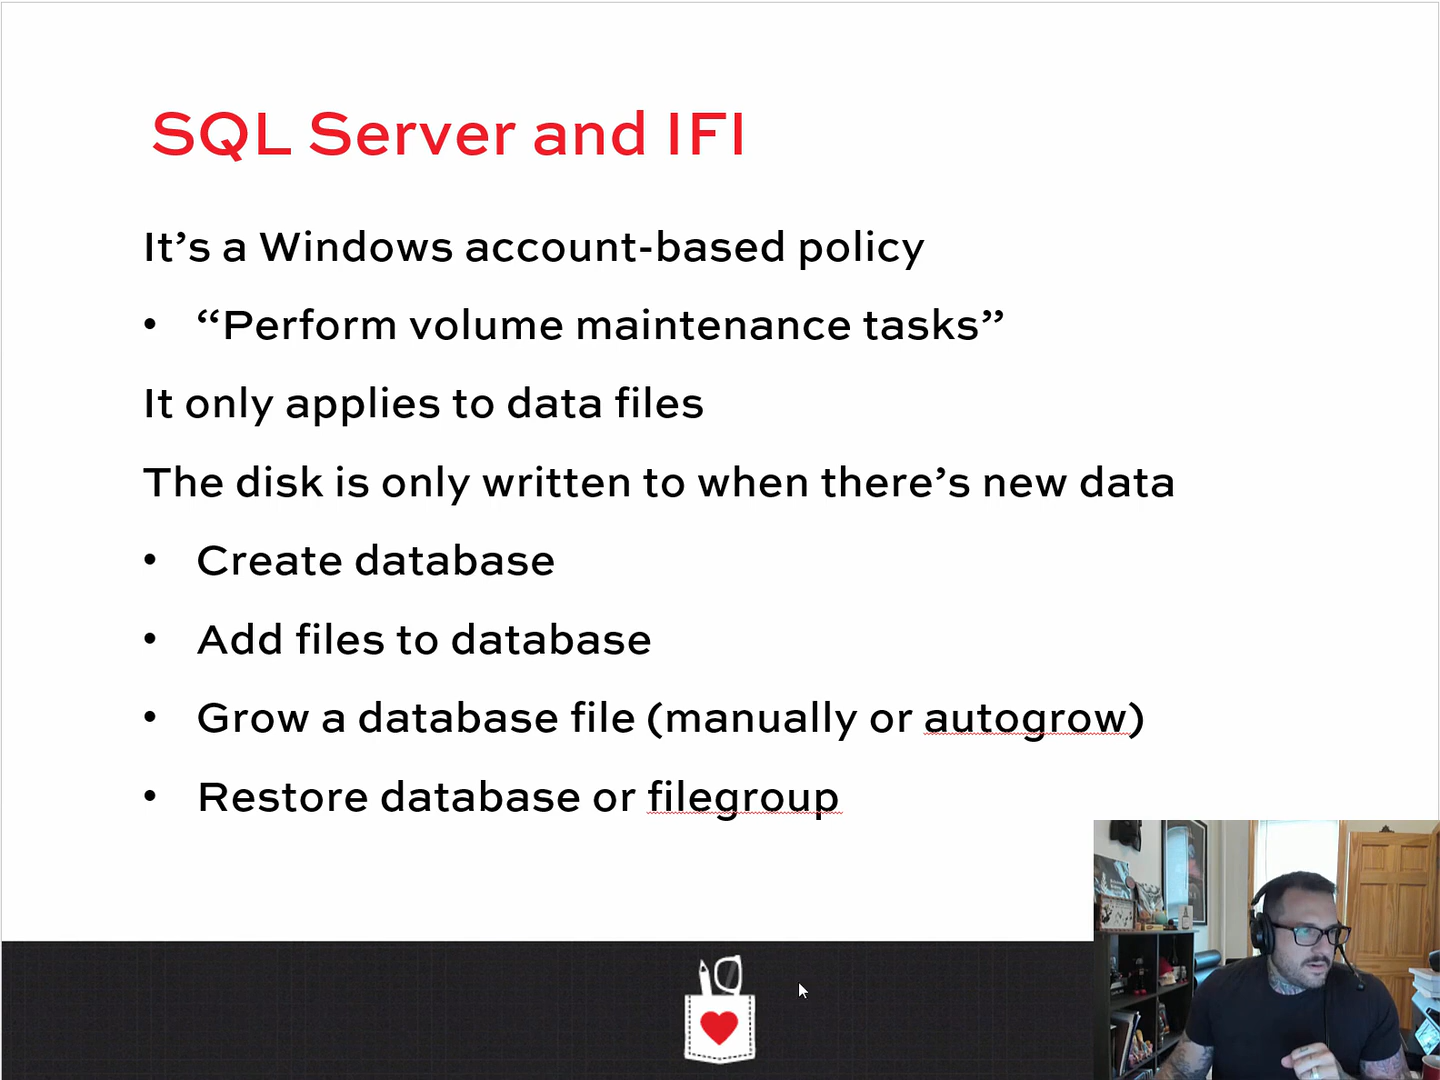 SQL Server and IFI
It’s a Windows account-based policy
• “Perform volume maintenance tasks”
It only applies to data files
The disk is only written to when there’s new data
• Create database
• Add files to database
• Grow a database file (manually or autogrow)
• Restore database or filegroup